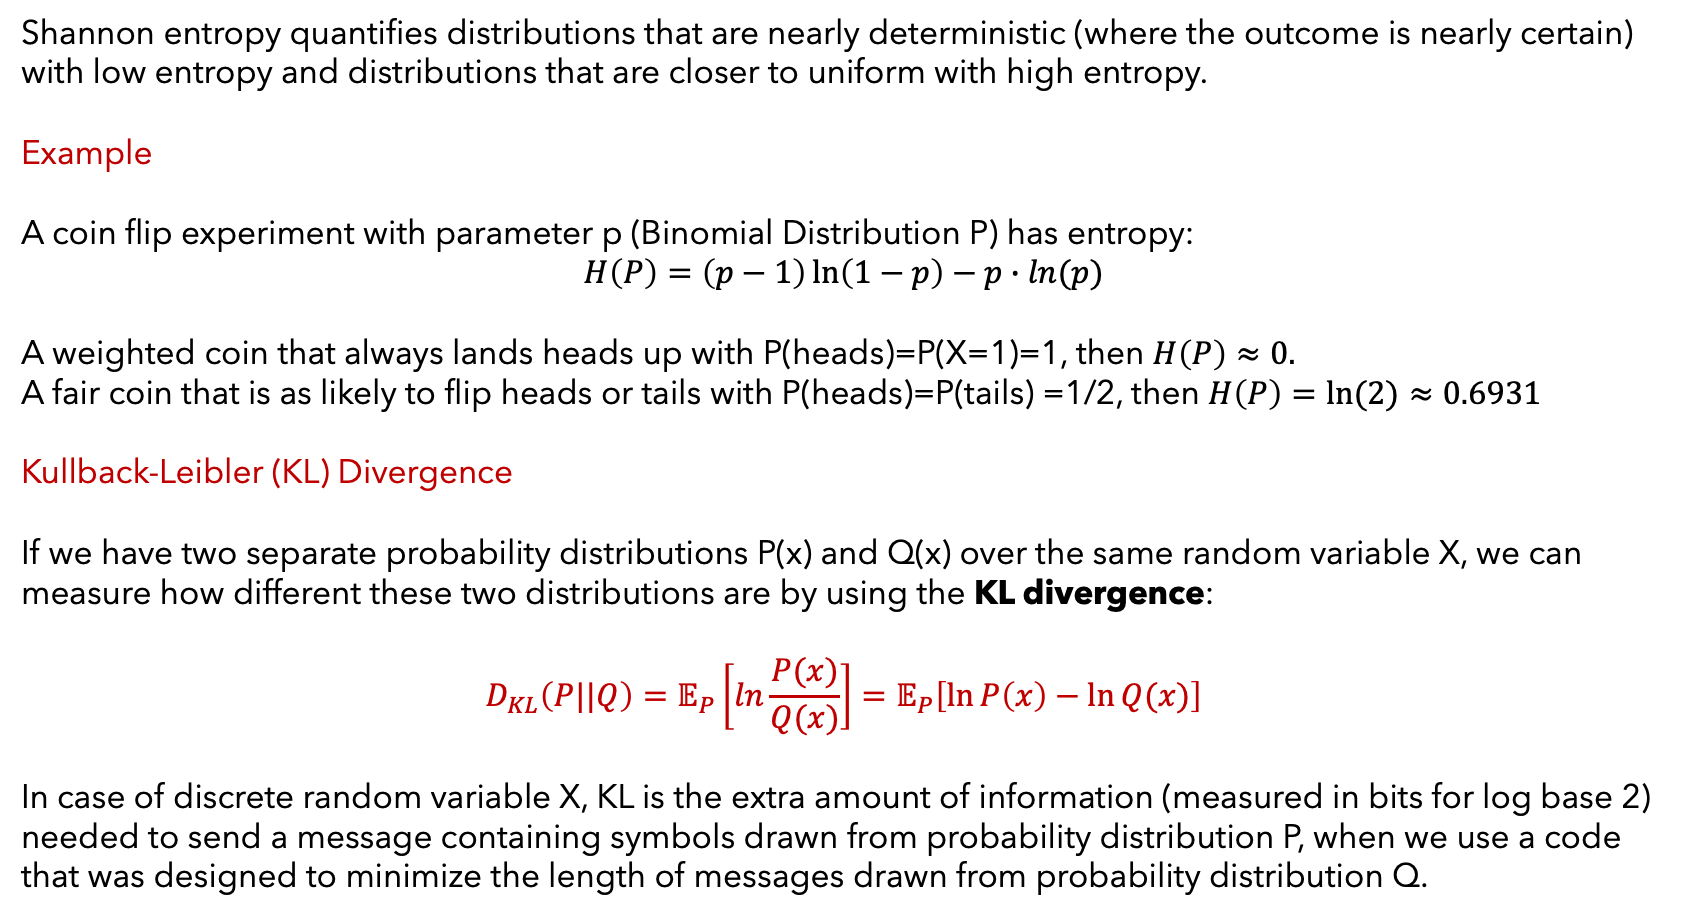 Shannon entropy quantifies distributions that are nearly deterministic (where the outcome is nearly certain)
with low entropy and distributions that are closer to uniform with high entropy.
Example
A coin flip experiment with parameter p (Binomial Distribution P) has entropy:
H(P) = (p − 1) ln(1 − p) − p · ln(p)
A weighted coin that always lands heads up with P(heads)=P(X=1)=1, then H(P) ≈ 0.
A fair coin that is as likely to flip heads or tails with P(heads)=P(tails) =1/2, then H(P) = ln(2) ≈ 0.6931
Kullback-Leibler (KL) Divergence
If we have two separate probability distributions P(x) and Q(x) over the same random variable X, we can
measure how different these two distributions are by using the KL divergence:
D_KL(P||Q) = 𝔼_P [ln P(x)/Q(x)] = 𝔼_P[ln P(x) − ln Q(x)]
In case of discrete random variable X, KL is the extra amount of information (measured in bits for log base 2)
needed to send a message containing symbols drawn from probability distribution P, when we use a code
that was designed to minimize the length of messages drawn from probability distribution Q.